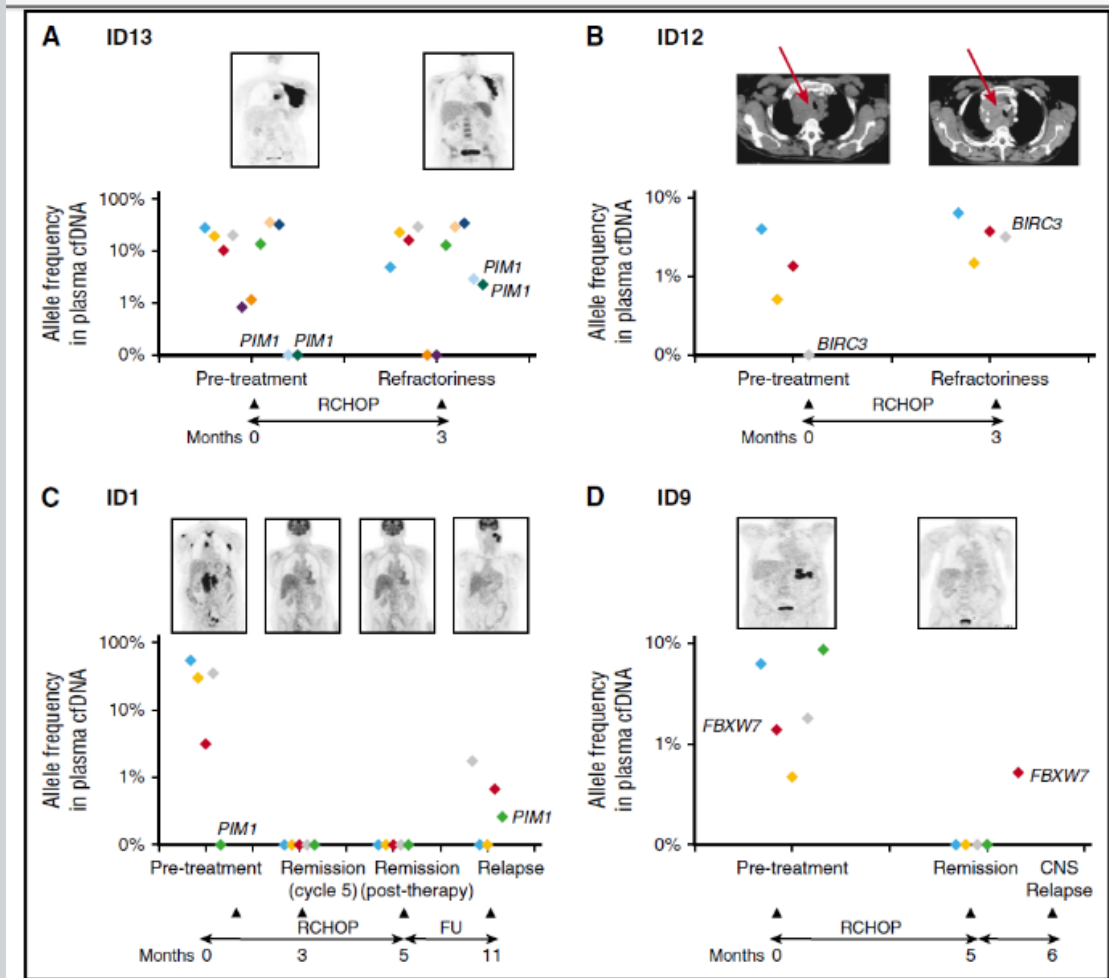 A ID13
100%
10%
1%
0%
Allele frequency
in plasma cfDNA
PIM1
PIM1
PIM1 PIM1
Pre-treatment Refractoriness
RCHOP
Months 0 3
B ID12
10%
1%
0%
Allele frequency
in plasma cfDNA
BIRC3
BIRC3
Pre-treatment Refractoriness
RCHOP
Months 0 3
C ID1
100%
10%
1%
0%
Allele frequency
in plasma cfDNA
PIM1
PIM1
Pre-treatment Remission Remission Relapse
(cycle 5) (post-therapy)
RCHOP FU
Months 0 3 5 11
D ID9
10%
1%
0%
Allele frequency
in plasma cfDNA
FBXW7
FBXW7
Pre-treatment Remission CNS
Relapse
RCHOP
Months 0 5 6